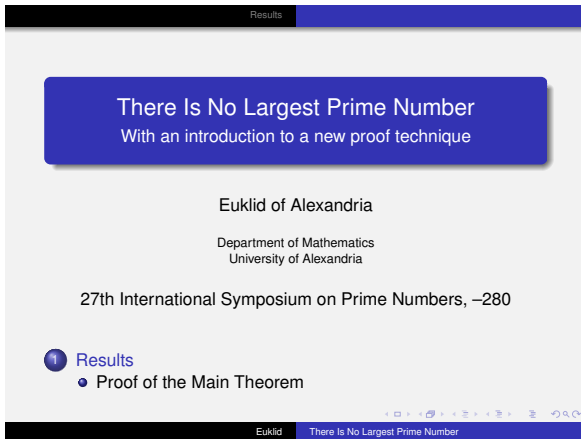 Results
There Is No Largest Prime Number
With an introduction to a new proof technique
Euklid of Alexandria
Department of Mathematics
University of Alexandria
27th International Symposium on Prime Numbers, –280
1 Results
Proof of the Main Theorem
Euklid There Is No Largest Prime Number